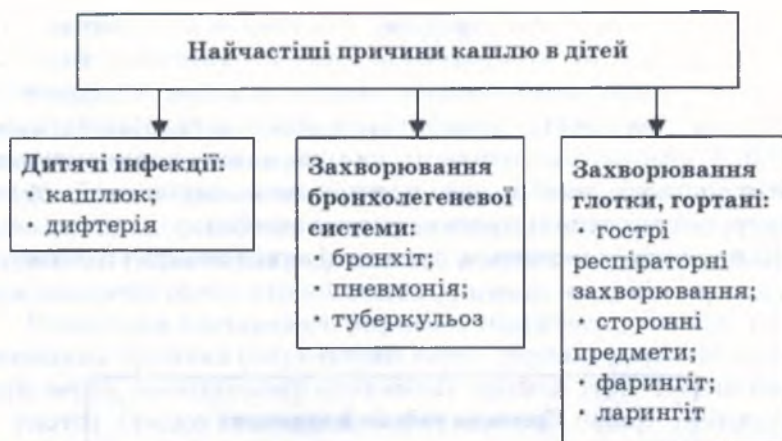 Найчастіші причини кашлю в дітей
Дитячі інфекції:
· кашлюк;
· дифтерія
Захворювання
бронхолегеневої
системи:
· бронхіт;
· пневмонія;
· туберкульоз
Захворювання
глотки, гортані:
· гострі
респіраторні
захворювання;
· сторонні
предмети;
· фарингіт;
· ларингіт